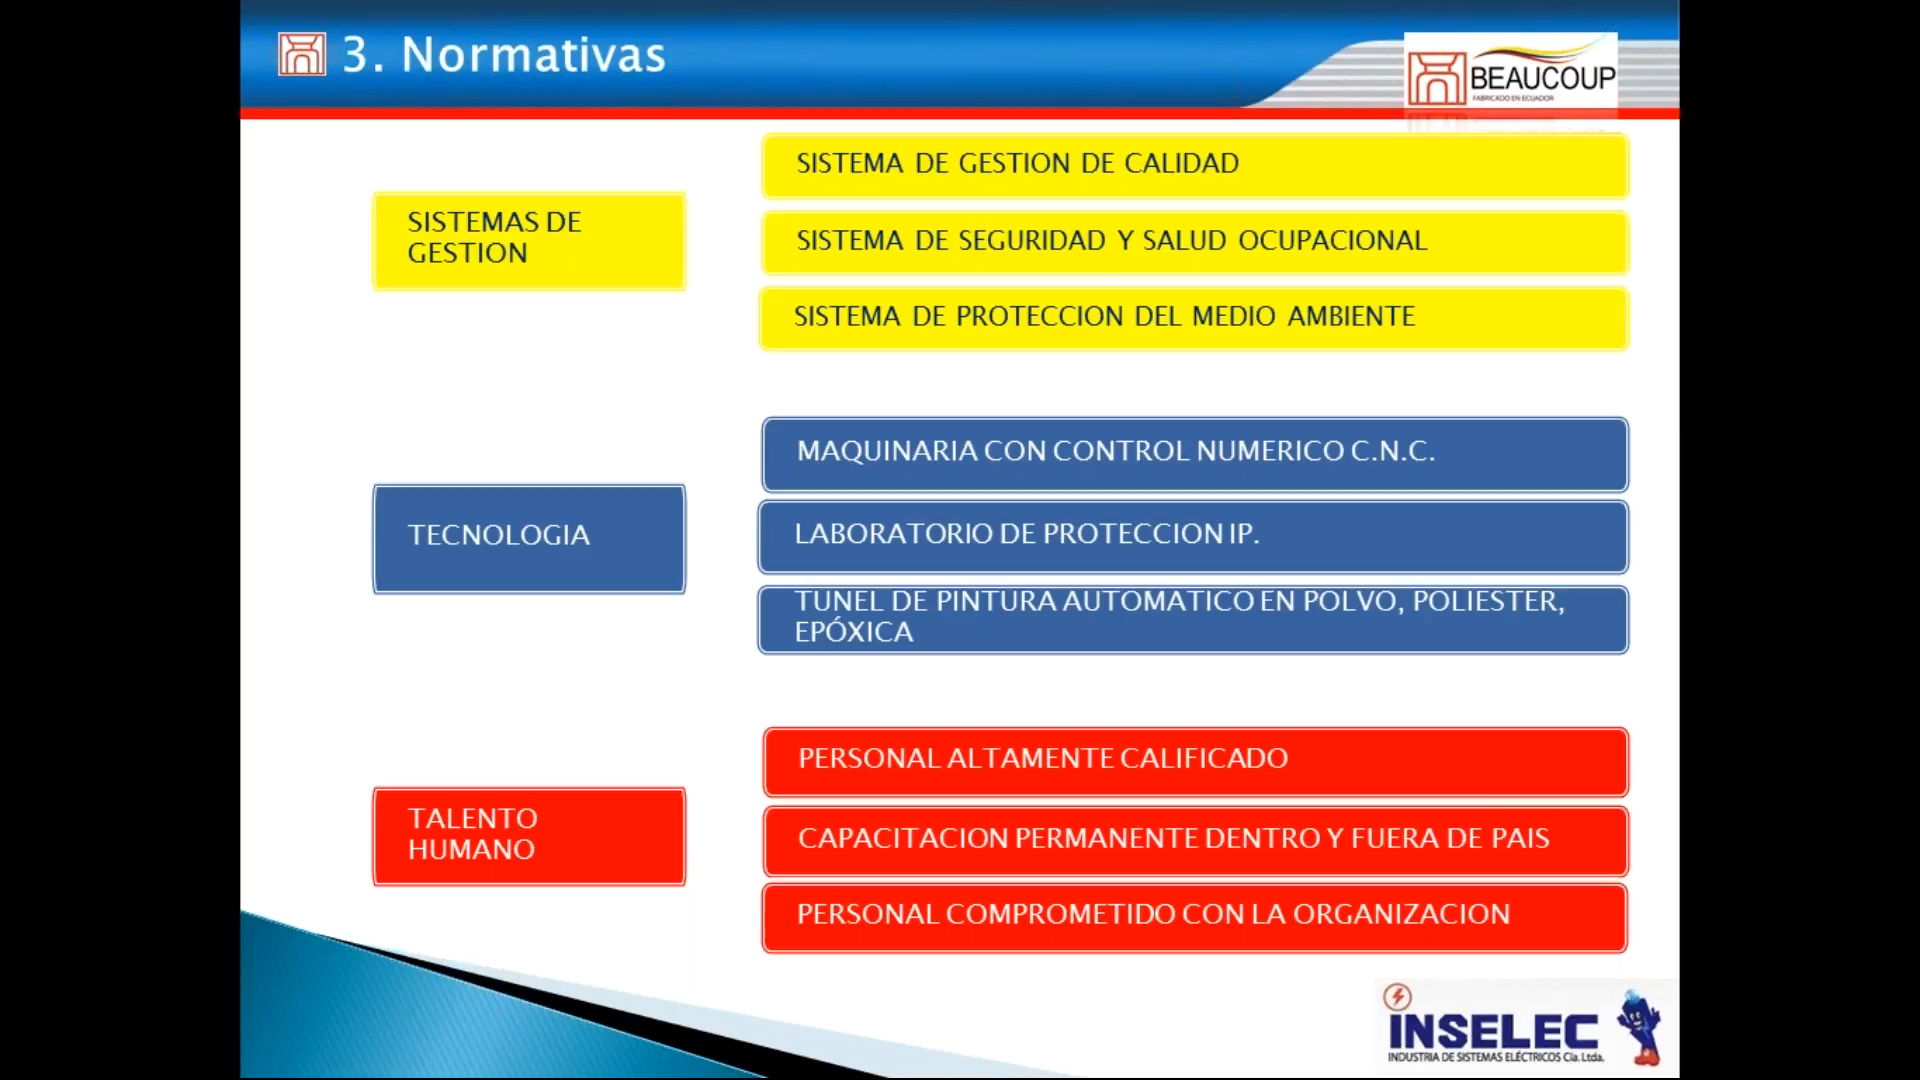 3. Normativas
BEAUCOUP
FABRICADO EN ECUADOR
SISTEMAS DE
GESTION
SISTEMA DE GESTION DE CALIDAD
SISTEMA DE SEGURIDAD Y SALUD OCUPACIONAL
SISTEMA DE PROTECCION DEL MEDIO AMBIENTE
TECNOLOGIA
MAQUINARIA CON CONTROL NUMERICO C.N.C.
LABORATORIO DE PROTECCION IP.
TUNEL DE PINTURA AUTOMATICO EN POLVO, POLIESTER,
EPÓXICA
TALENTO
HUMANO
PERSONAL ALTAMENTE CALIFICADO
CAPACITACION PERMANENTE DENTRO Y FUERA DE PAIS
PERSONAL COMPROMETIDO CON LA ORGANIZACION
INSELEC
INDUSTRIA DE SISTEMAS ELÉCTRICOS Cía. Ltda.